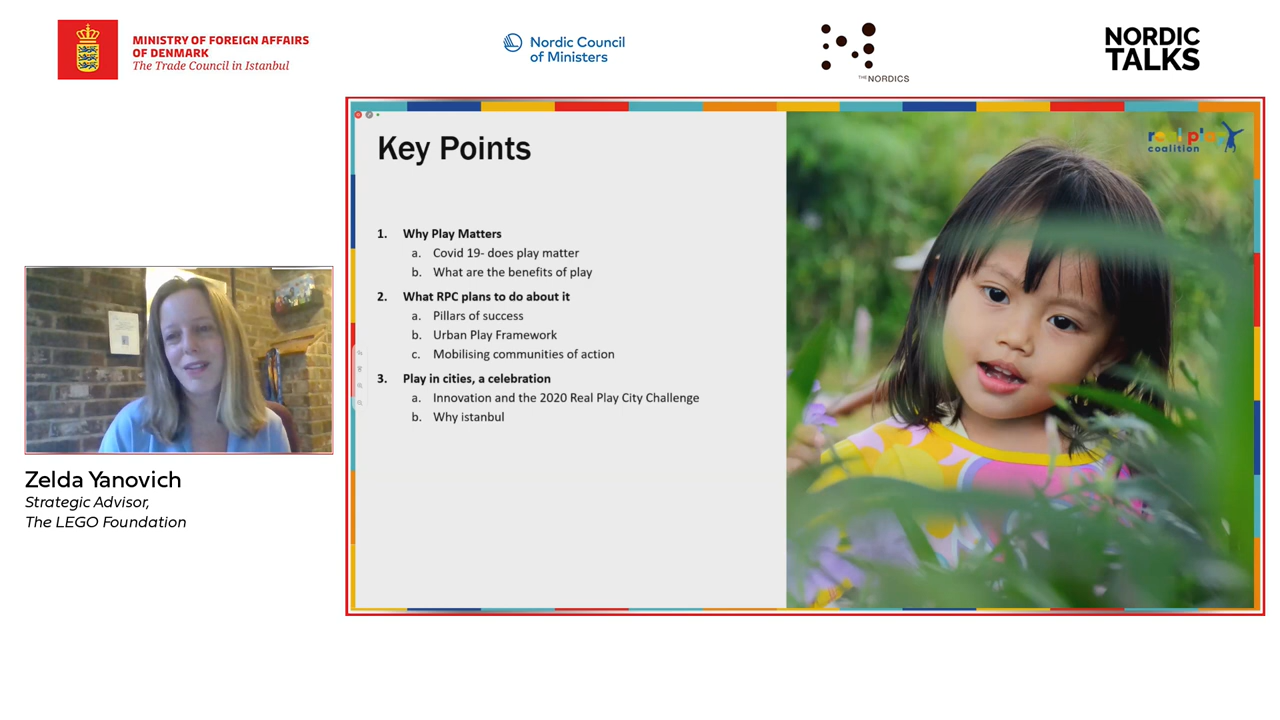 MINISTRY OF FOREIGN AFFAIRS
OF DENMARK
The Trade Council in Istanbul
Nordic Council
of Ministers
THE NORDICS
NORDIC
TALKS
Key Points
real play
coalition
1. Why Play Matters
a. Covid 19- does play matter
b. What are the benefits of play
2. What RPC plans to do about it
a. Pillars of success
b. Urban Play Framework
c. Mobilising communities of action
3. Play in cities, a celebration
a. Innovation and the 2020 Real Play City Challenge
b. Why istanbul
Zelda Yanovich
Strategic Advisor,
The LEGO Foundation